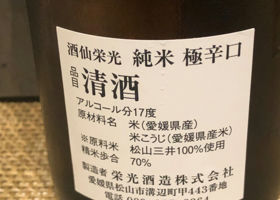 酒仙栄光 純米 極辛口
品目 清酒
アルコール分17度
原材料名 米(愛媛県産)
米こうじ(愛媛県産米)
※原料米 松山三井100%使用
精米歩合 70%
製造者 栄光酒造株式会社
愛媛県松山市溝辺町甲443番地
電話